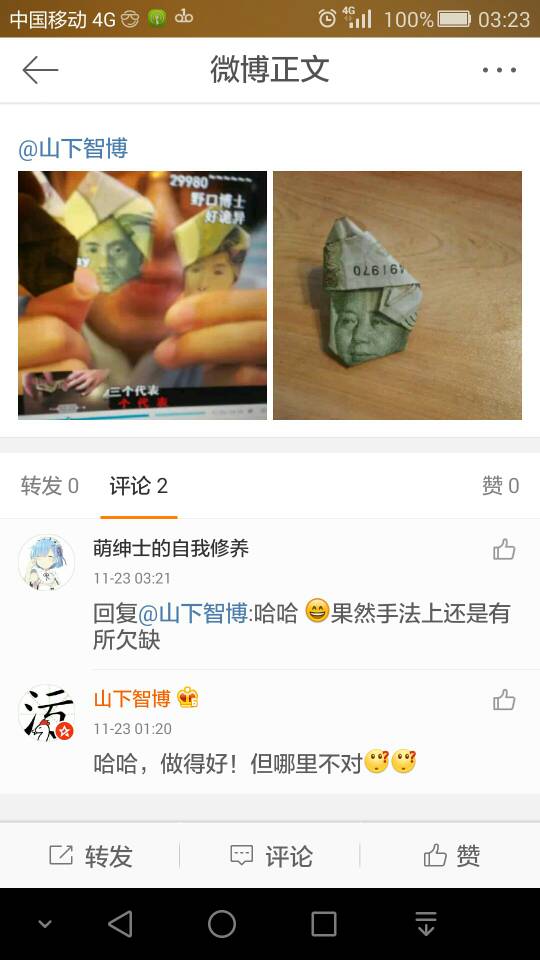 中国移动 4G
4G
100%
03:23
微博正文
@山下智博
29980
野口博士
好诡异
三个代表
个代表
0L6I6
转发 0
评论 2
赞 0
萌绅士的自我修养
11-23 03:21
回复@山下智博:哈哈 😄果然手法上还是有
所欠缺
山下智博
11-23 01:20
哈哈，做得好！但哪里不对
转发
评论
赞